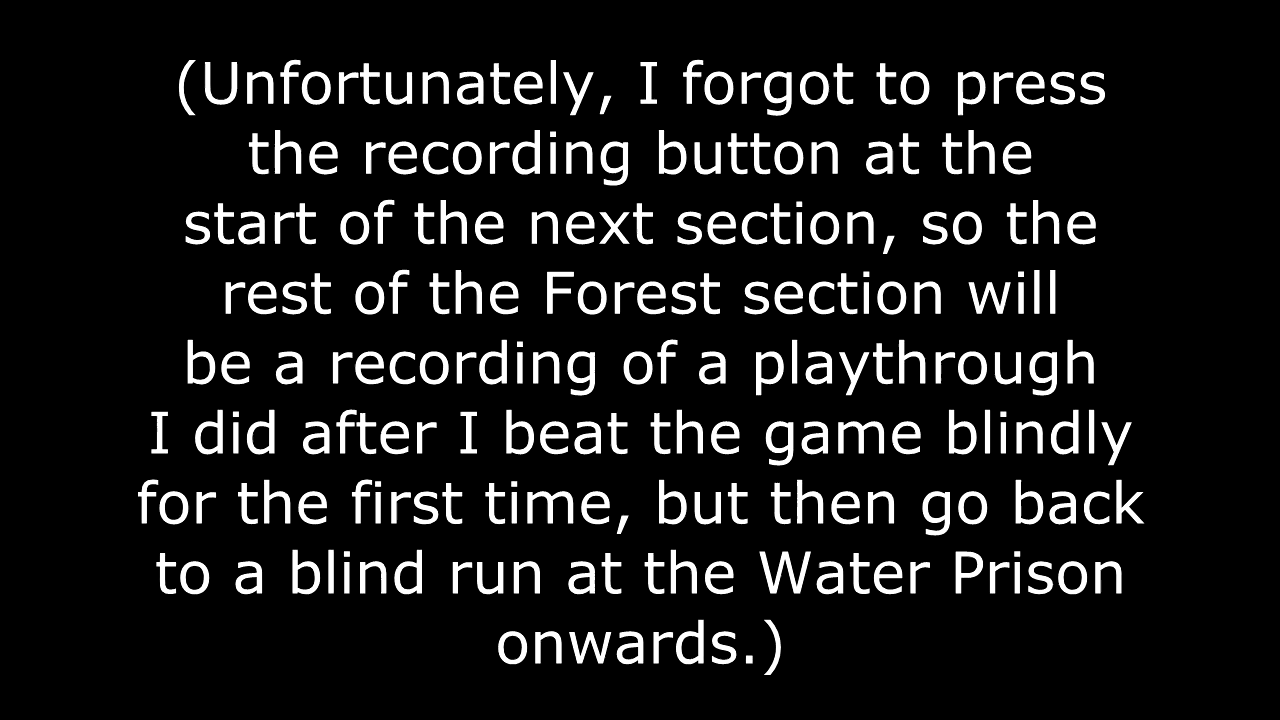 (Unfortunately, I forgot to press
the recording button at the
start of the next section, so the
rest of the Forest section will
be a recording of a playthrough
I did after I beat the game blindly
for the first time, but then go back
to a blind run at the Water Prison
onwards.)